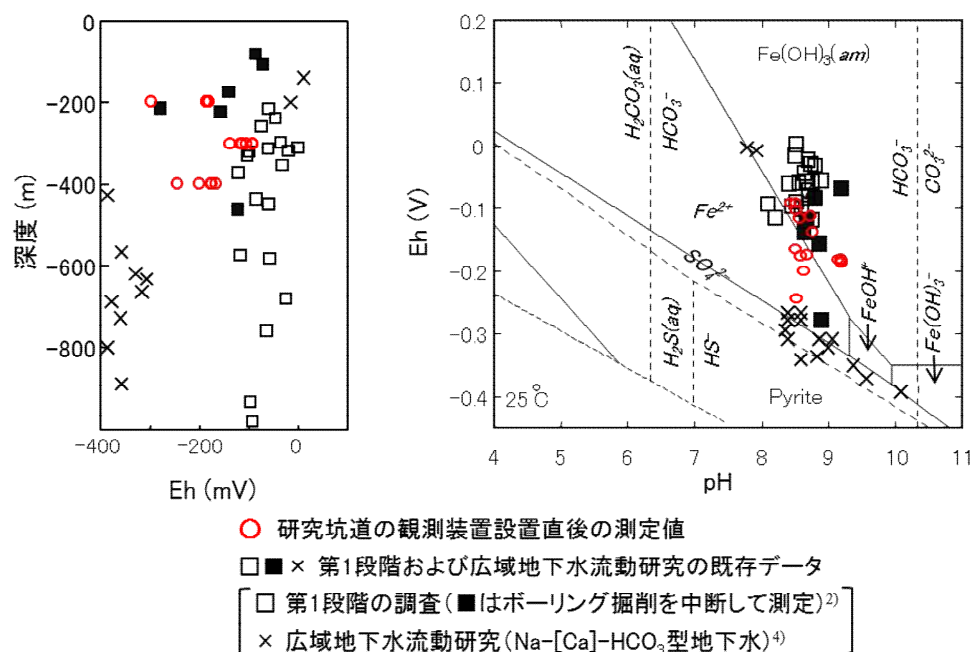 0
-200
-400
-600
-800
深度 (m)
-400
-200
0
Eh (mV)
0.2
0.1
0
-0.1
-0.2
-0.3
-0.4
Eh (V)
4
5
6
7
8
9
10
11
pH
H₂CO₃(aq)
HCO₃⁻
Fe(OH)₃(am)
HCO₃⁻
CO₃²⁻
Fe²⁺
SO₄²⁻
H₂S(aq)
HS⁻
FeOH⁺
Fe(OH)₃⁻
Pyrite
25℃
○ 研究坑道の観測装置設置直後の測定値
□■× 第1段階および広域地下水流動研究の既存データ
□ 第1段階の調査(■はボーリング掘削を中断して測定)²⁾
× 広域地下水流動研究(Na-[Ca]-HCO₃型地下水)⁴⁾